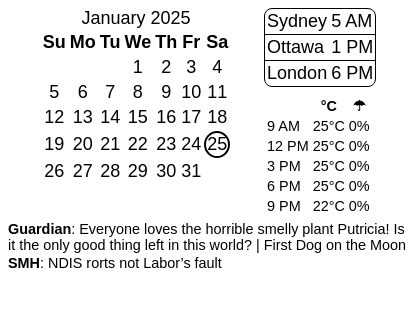 January 2025
Su Mo Tu We Th Fr Sa
1 2 3 4
5 6 7 8 9 10 11
12 13 14 15 16 17 18
19 20 21 22 23 24 25
26 27 28 29 30 31
Sydney 5 AM
Ottawa 1 PM
London 6 PM
°C ☂
9 AM 25°C 0%
12 PM 25°C 0%
3 PM 25°C 0%
6 PM 25°C 0%
9 PM 22°C 0%
Guardian: Everyone loves the horrible smelly plant Putricia! Is
it the only good thing left in this world? | First Dog on the Moon
SMH: NDIS rorts not Labor’s fault